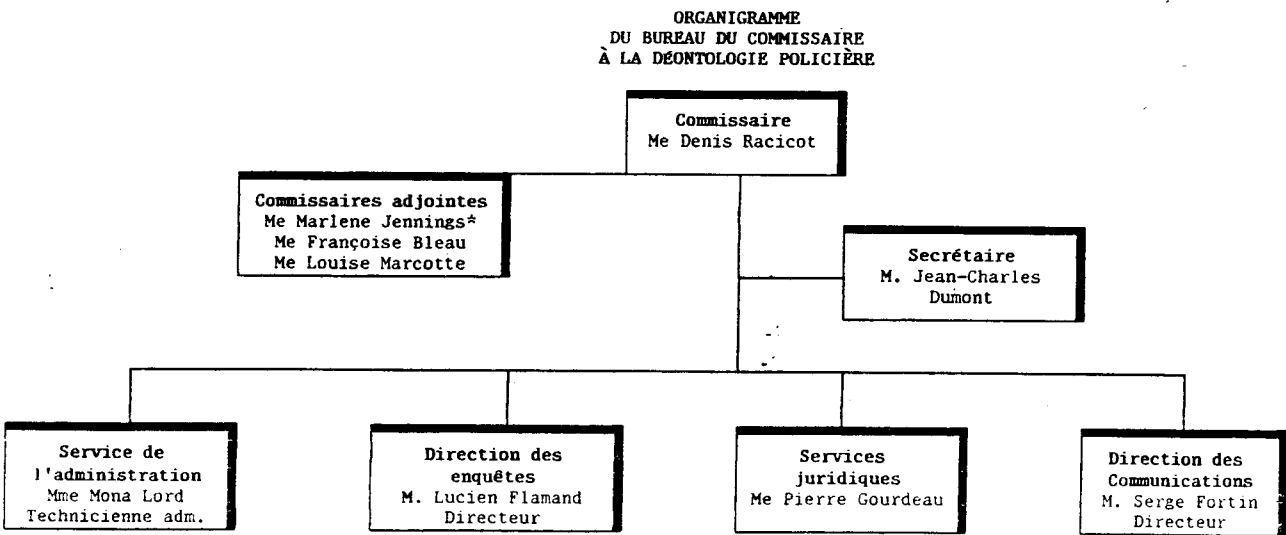 ORGANIGRAMME
DU BUREAU DU COMMISSAIRE
À LA DÉONTOLOGIE POLICIÈRE
Commissaire
Me Denis Racicot
Commissaires adjointes
Me Marlene Jennings*
Me Françoise Bleau
Me Louise Marcotte
Secrétaire
M. Jean-Charles
Dumont
Service de
l'administration
Mme Mona Lord
Technicienne adm.
Direction des
enquêtes
M. Lucien Flamand
Directeur
Services
juridiques
Me Pierre Gourdeau
Direction des
Communications
M. Serge Fortin
Directeur